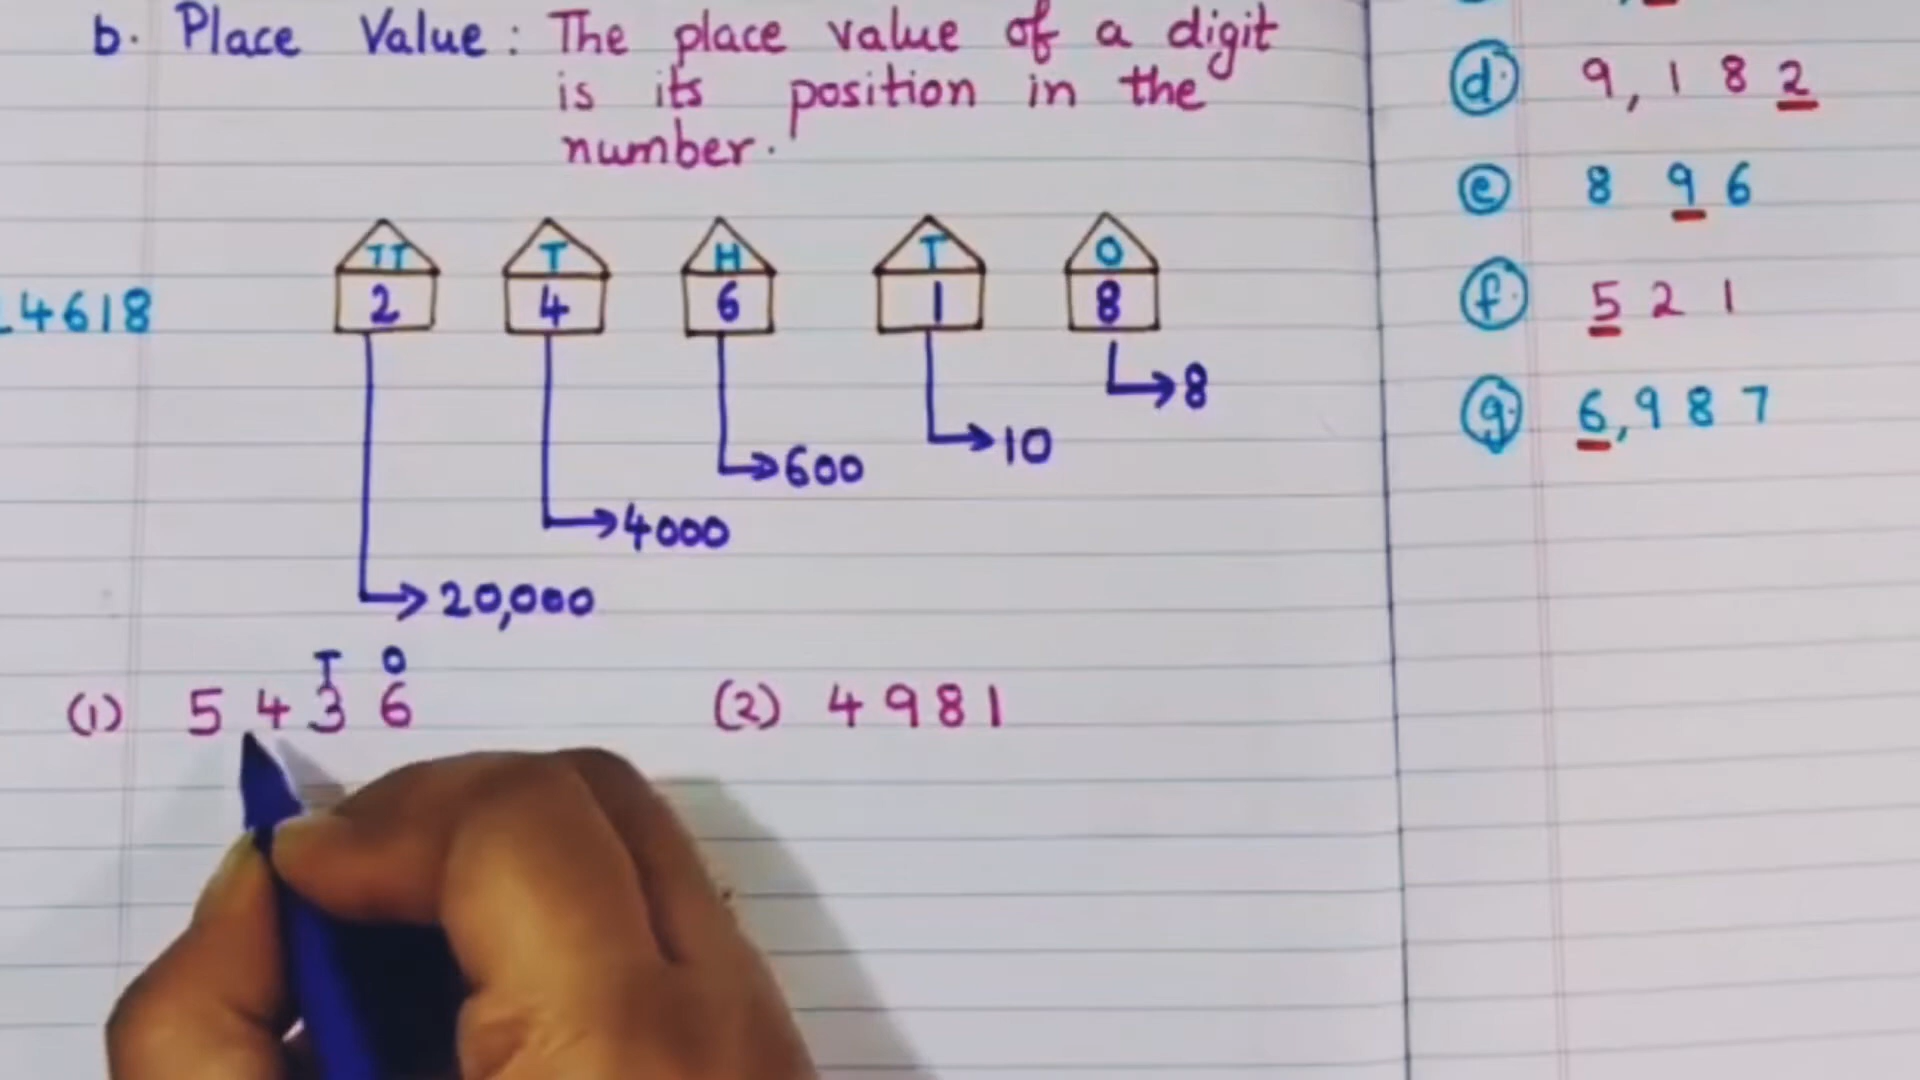 b. Place Value : The place value of a digit
is its position in the
number.
TT T H T O
4618 2 4 6 1 8
8
10
600
4000
20,000
T O
(1) 5 4 3 6 (2) 4 9 8 1
d. 9,1 8 2
e 8 9 6
f. 5 2 1
g. 6,9 8 7